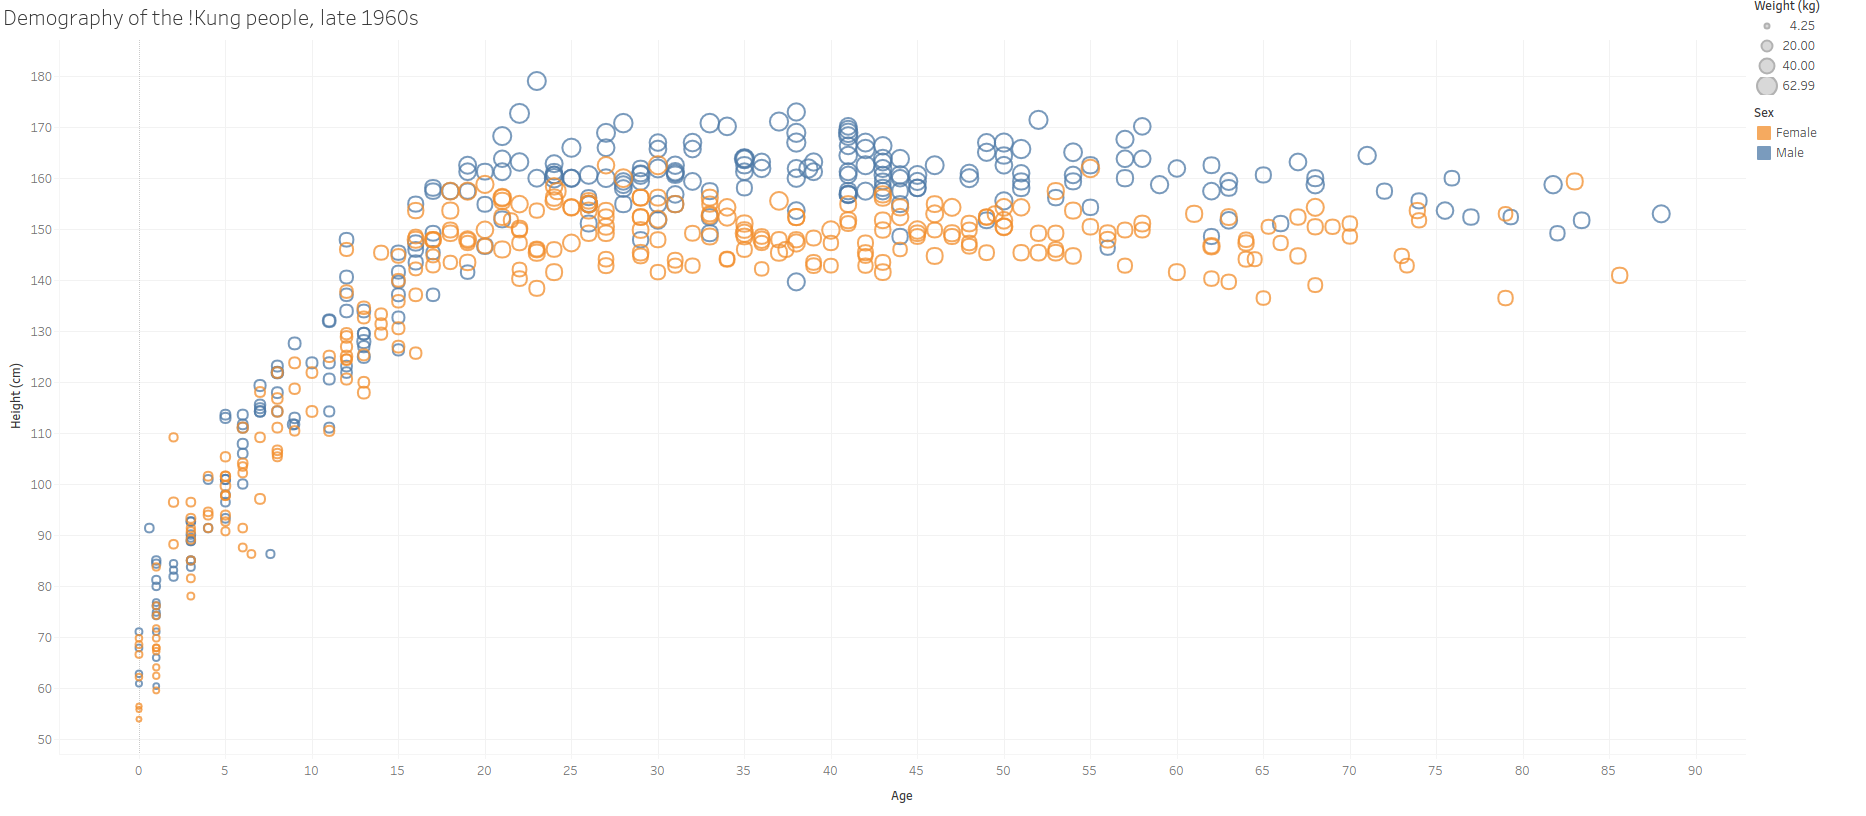 Demography of the !Kung people, late 1960s
Weight (kg)
4.25
20.00
40.00
62.99
Sex
Female
Male
Height (cm)
180
170
160
150
140
130
120
110
100
90
80
70
60
50
0 5 10 15 20 25 30 35 40 45 50 55 60 65 70 75 80 85 90
Age